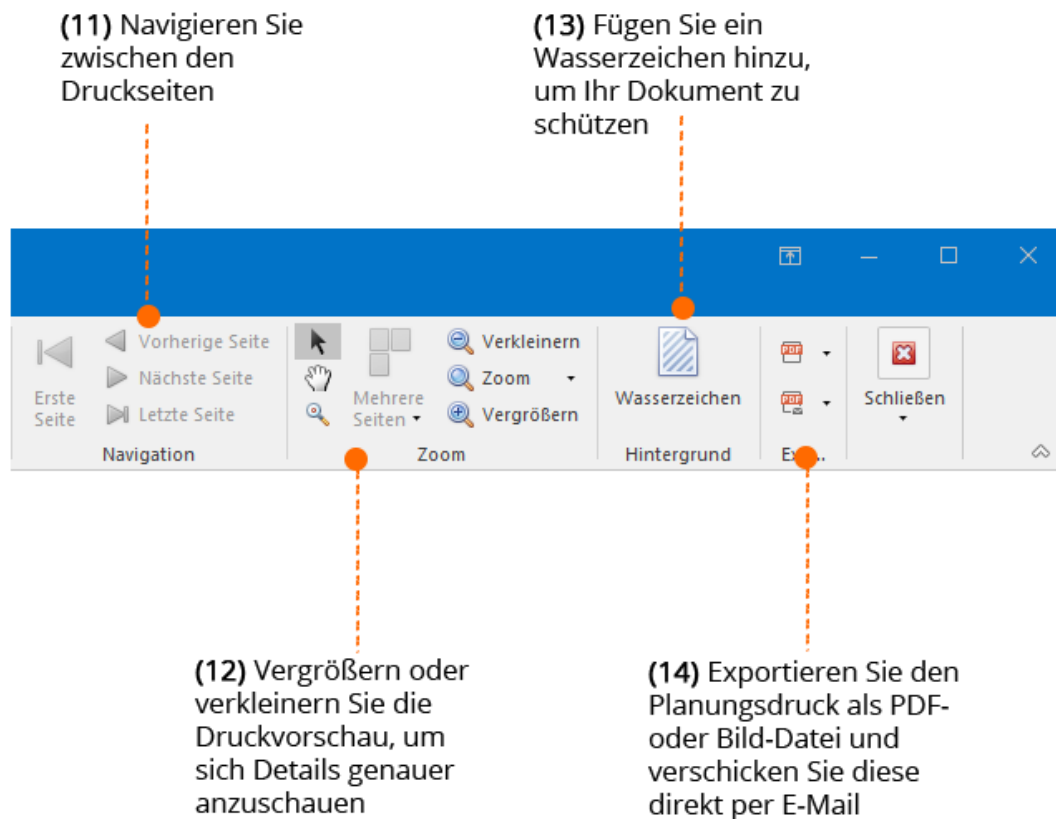 (11) Navigieren Sie
zwischen den
Druckseiten
(13) Fügen Sie ein
Wasserzeichen hinzu,
um Ihr Dokument zu
schützen
Erste
Seite
Vorherige Seite
Nächste Seite
Letzte Seite
Navigation
Mehrere
Seiten
Verkleinern
Zoom
Vergrößern
Zoom
Wasserzeichen
Hintergrund
PDF
PDF
Schließen
(12) Vergrößern oder
verkleinern Sie die
Druckvorschau, um
sich Details genauer
anzuschauen
(14) Exportieren Sie den
Planungsdruck als PDF-
oder Bild-Datei und
verschicken Sie diese
direkt per E-Mail